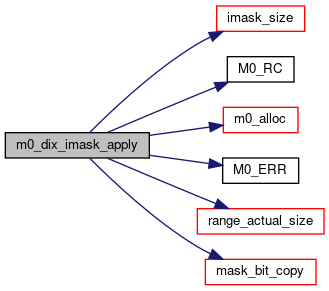 imask_size
M0_RC
m0_dix_imask_apply
m0_alloc
M0_ERR
range_actual_size
mask_bit_copy